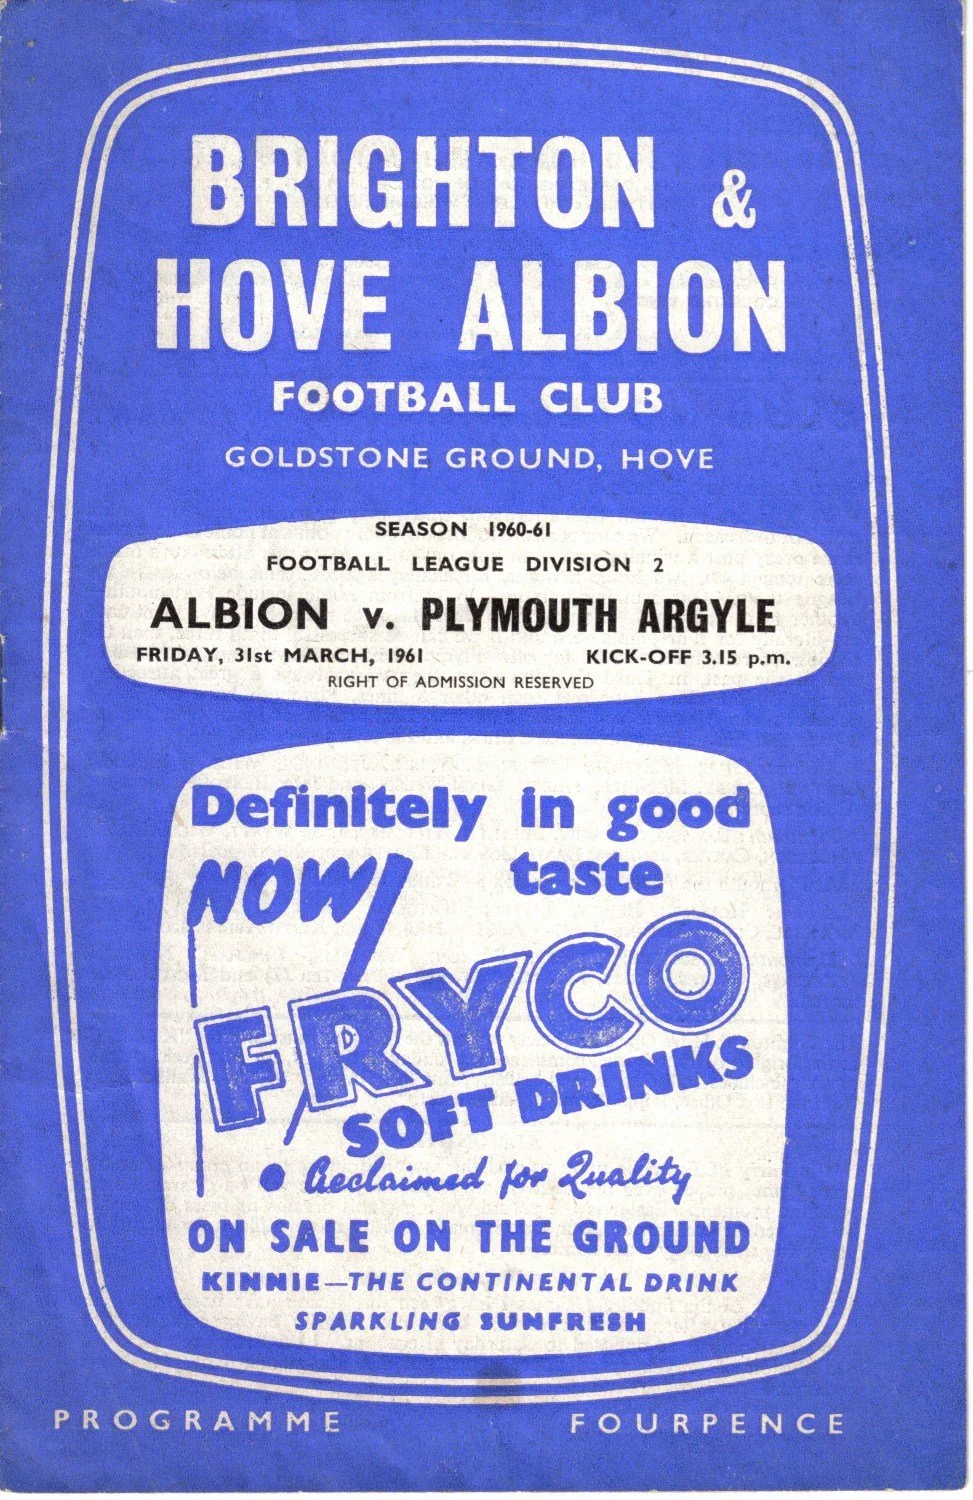 BRIGHTON &
HOVE ALBION
FOOTBALL CLUB
GOLDSTONE GROUND, HOVE
SEASON 1960-61
FOOTBALL LEAGUE DIVISION 2
ALBION v. PLYMOUTH ARGYLE
FRIDAY, 31st MARCH, 1961 KICK-OFF 3.15 p.m.
RIGHT OF ADMISSION RESERVED
Definitely in good
taste
NOW!
FRYCO
SOFT DRINKS
Acclaimed for Quality
ON SALE ON THE GROUND
KINNIE—THE CONTINENTAL DRINK
SPARKLING SUNFRESH
PROGRAMME FOURPENCE